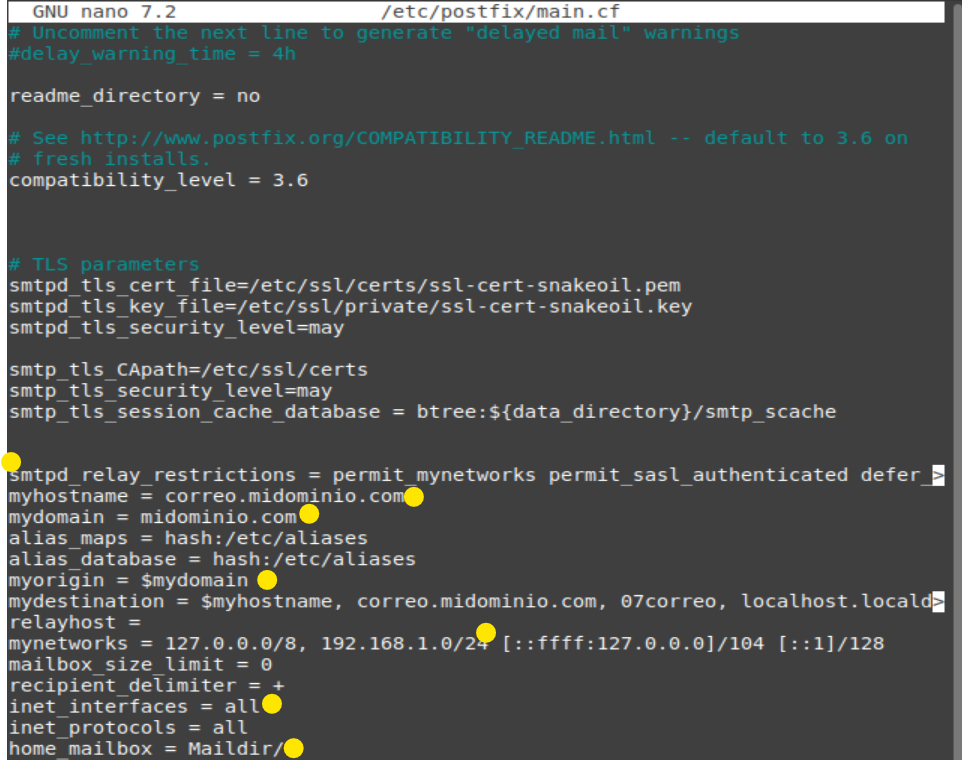 GNU nano 7.2 /etc/postfix/main.cf
# Uncomment the next line to generate "delayed mail" warnings
#delay_warning_time = 4h
readme_directory = no
# See http://www.postfix.org/COMPATIBILITY_README.html -- default to 3.6 on
# fresh installs.
compatibility_level = 3.6
# TLS parameters
smtpd_tls_cert_file=/etc/ssl/certs/ssl-cert-snakeoil.pem
smtpd_tls_key_file=/etc/ssl/private/ssl-cert-snakeoil.key
smtpd_tls_security_level=may
smtp_tls_CApath=/etc/ssl/certs
smtp_tls_security_level=may
smtp_tls_session_cache_database = btree:${data_directory}/smtp_scache
smtpd_relay_restrictions = permit_mynetworks permit_sasl_authenticated defer_>
myhostname = correo.midominio.com
mydomain = midominio.com
alias_maps = hash:/etc/aliases
alias_database = hash:/etc/aliases
myorigin = $mydomain
mydestination = $myhostname, correo.midominio.com, 07correo, localhost.locald>
relayhost =
mynetworks = 127.0.0.0/8, 192.168.1.0/24 [::ffff:127.0.0.0]/104 [::1]/128
mailbox_size_limit = 0
recipient_delimiter = +
inet_interfaces = all
inet_protocols = all
home_mailbox = Maildir/